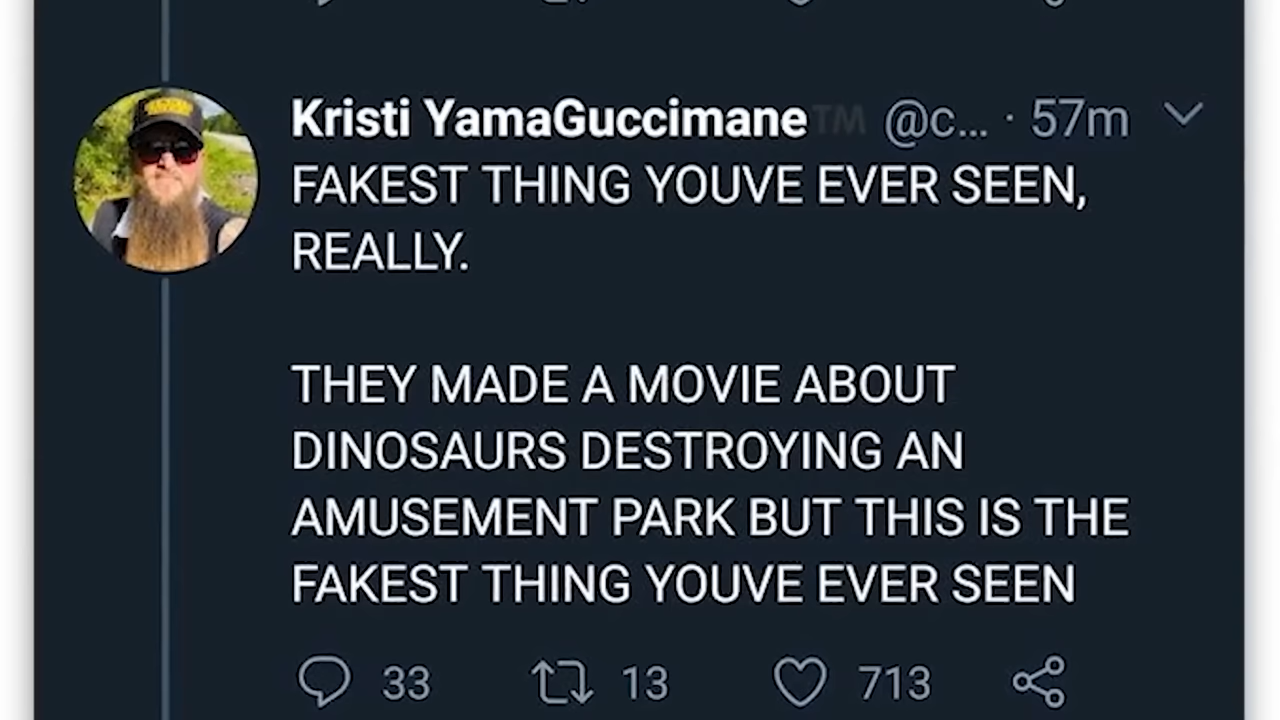 Kristi YamaGuccimane™ @c... · 57m
FAKEST THING YOUVE EVER SEEN,
REALLY.
THEY MADE A MOVIE ABOUT
DINOSAURS DESTROYING AN
AMUSEMENT PARK BUT THIS IS THE
FAKEST THING YOUVE EVER SEEN
33 13 713